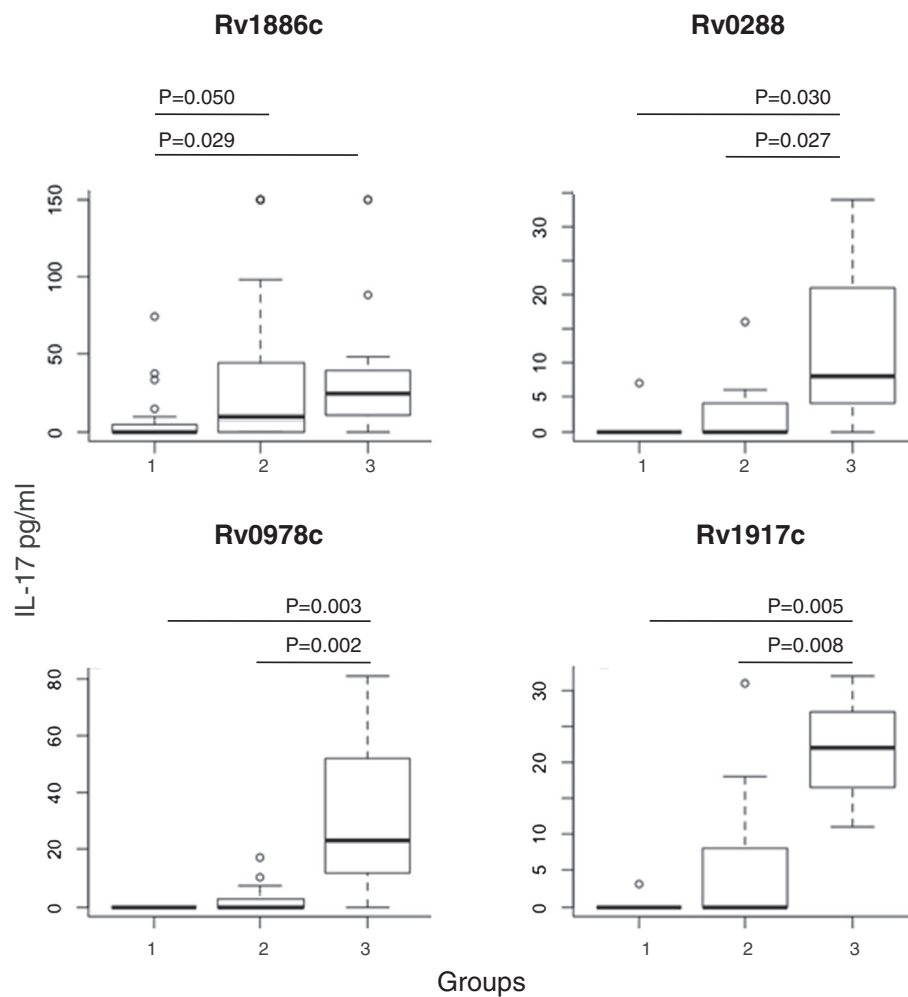 Rv1886c
P=0.050
P=0.029
150
100
50
0
1 2 3
Rv0288
P=0.030
P=0.027
30
20
10
5
0
1 2 3
IL-17 pg/ml
Rv0978c
P=0.003
P=0.002
80
60
40
20
0
1 2 3
Rv1917c
P=0.005
P=0.008
30
20
10
5
0
1 2 3
Groups